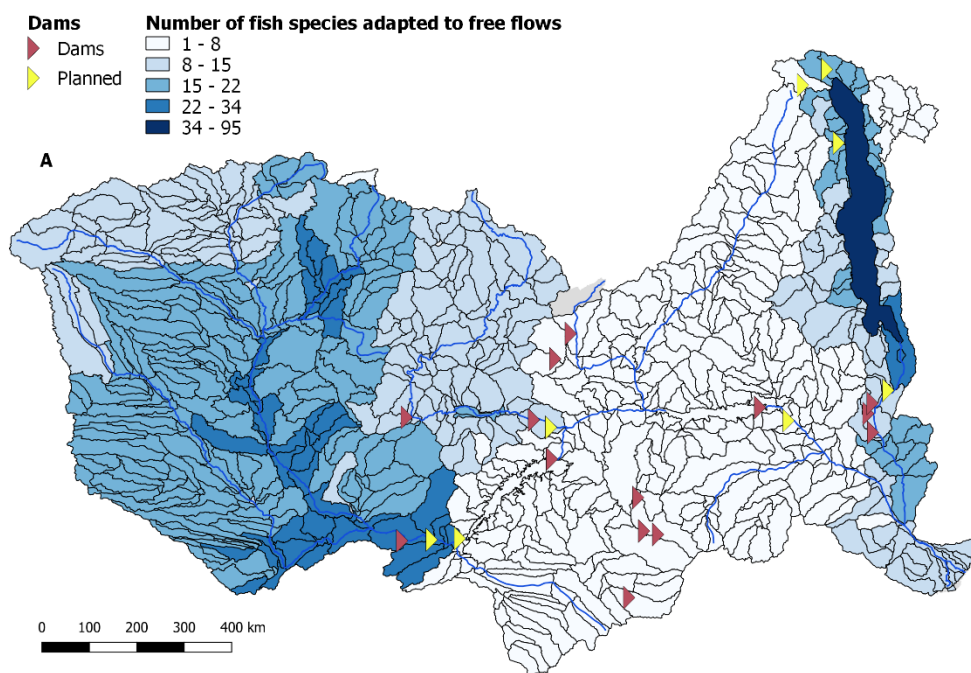 Dams
Dams
Planned
Number of fish species adapted to free flows
1 - 8
8 - 15
15 - 22
22 - 34
34 - 95
A
0 100 200 300 400 km